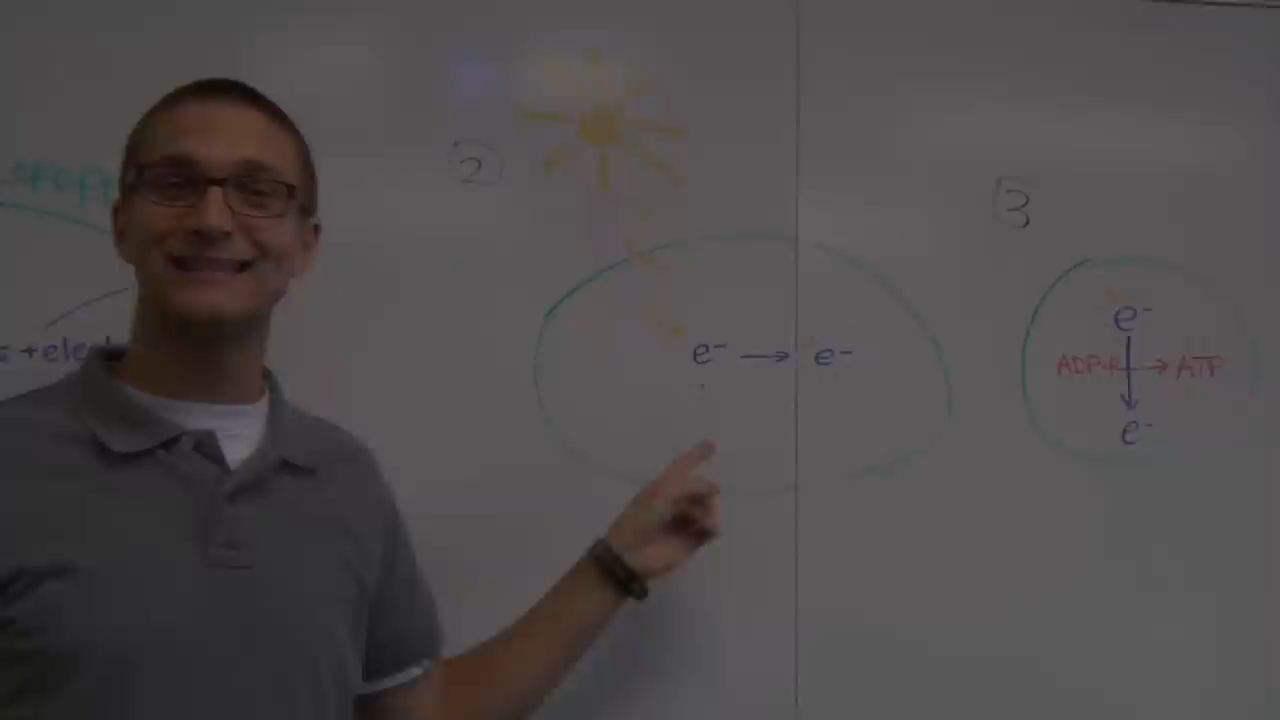 2
3
+elec
e⁻ → e⁻
e⁻
ADP+P → ATP
e⁻